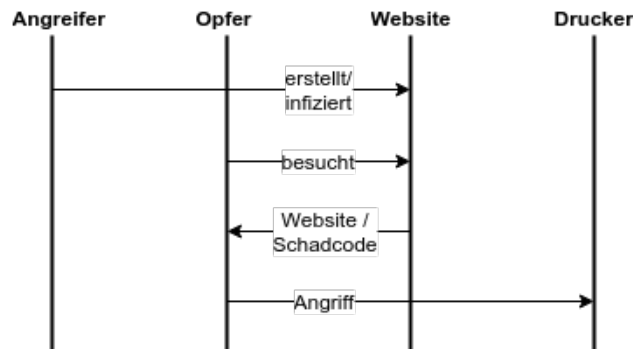 Angreifer Opfer Website Drucker
erstellt/
infiziert
besucht
Website /
Schadcode
Angriff